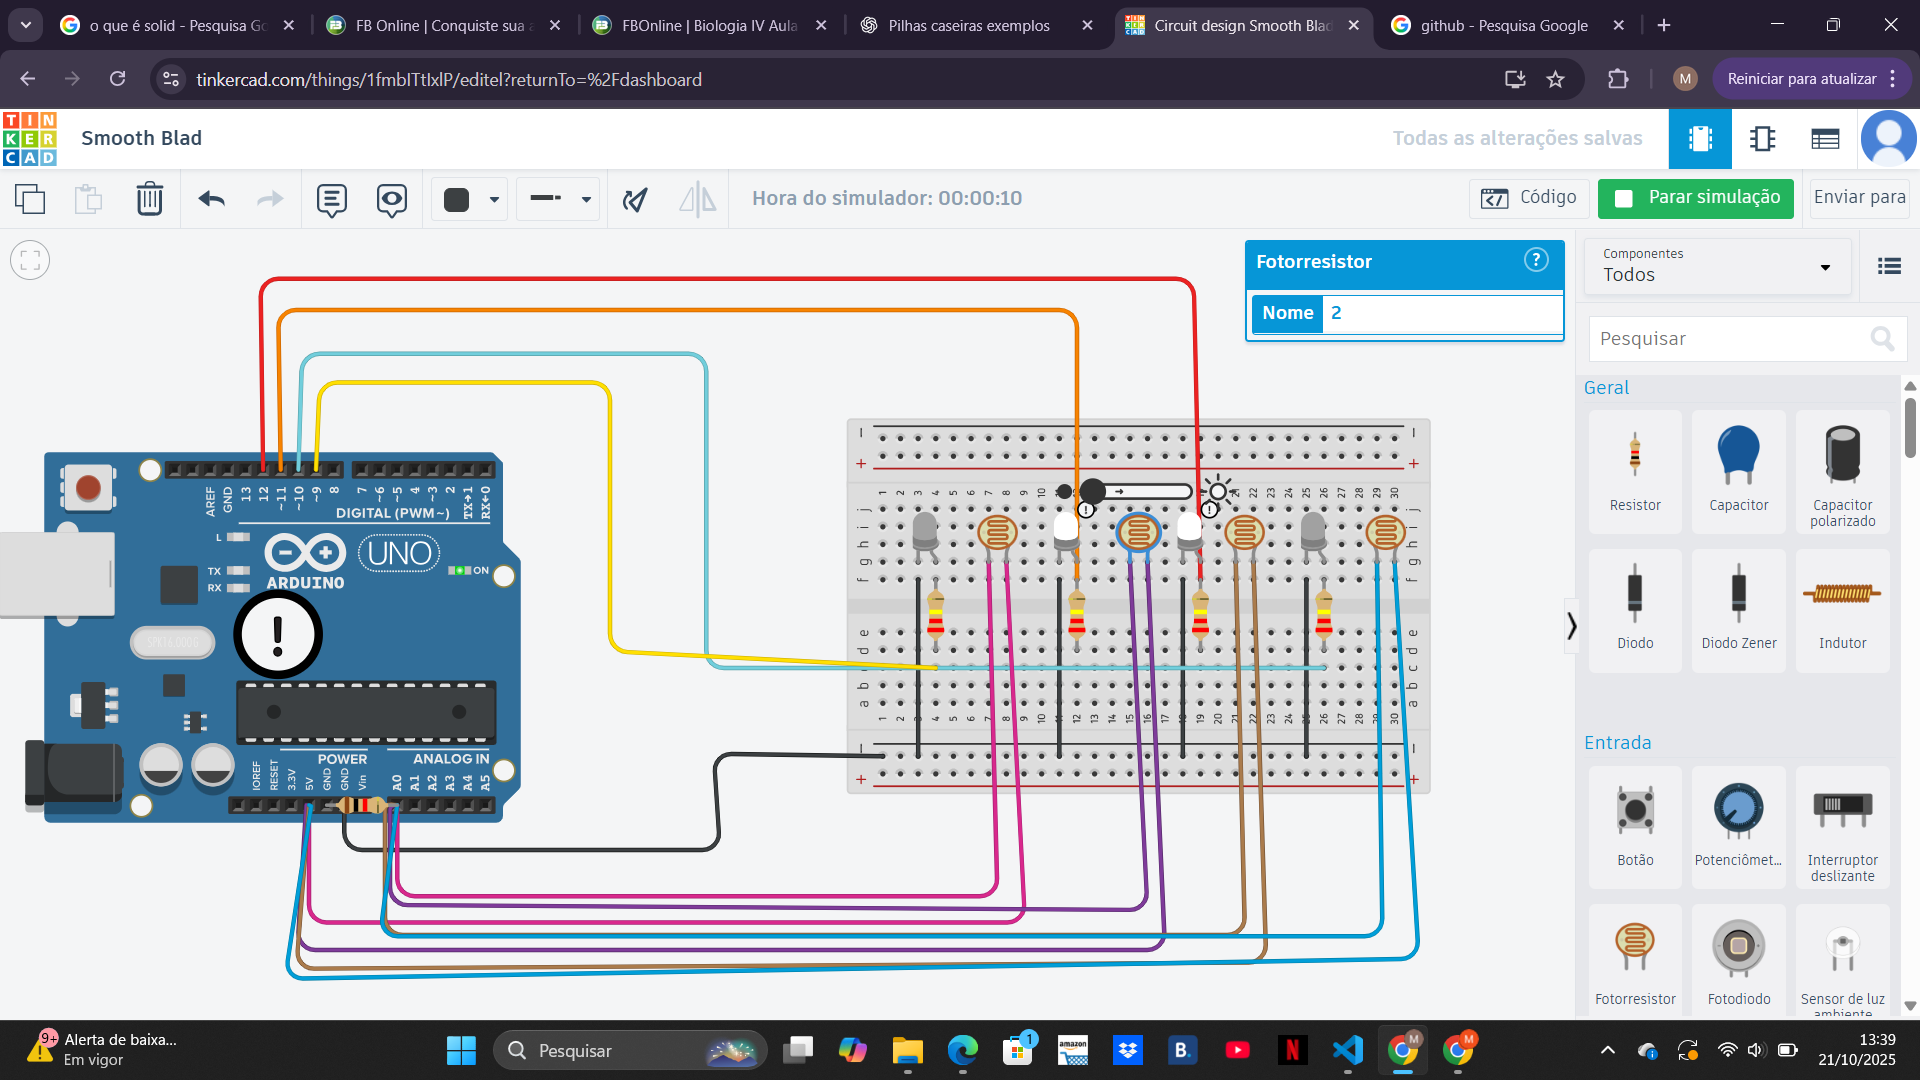 o que é solid - Pesquisa Go
FB Online | Conquiste sua a
FBOnline | Biologia IV Aula
Pilhas caseiras exemplos
Circuit design Smooth Blad
github - Pesquisa Google
tinkercad.com/things/1fmbITtIxlP/editel?returnTo=%2Fdashboard
M
Reiniciar para atualizar
TIN
KER
CAD
Smooth Blad
Todas as alterações salvas
Hora do simulador: 00:00:10
Código
Parar simulação
Enviar para
Fotorresistor
?
Nome
2
Componentes
Todos
Pesquisar
Geral
Resistor
Capacitor
Capacitor
polarizado
Diodo
Diodo Zener
Indutor
Entrada
Botão
Potenciômet...
Interruptor
deslizante
Fotorresistor
Fotodiodo
Sensor de luz
ambiente
AREF
GND
13
12
~11
~10
~9
8
7
~6
~5
4
~3
2
TX→1
RX←0
DIGITAL (PWM~)
L
TX
RX
UNO
ARDUINO
ON
!
SPK16.000G
POWER
ANALOG IN
IOREF
RESET
3.3V
5V
GND
GND
Vin
A0
A1
A2
A3
A4
A5
Alerta de baixa...
Em vigor
9+
Pesquisar
1
amazon
B.
N
M
M
13:39
21/10/2025